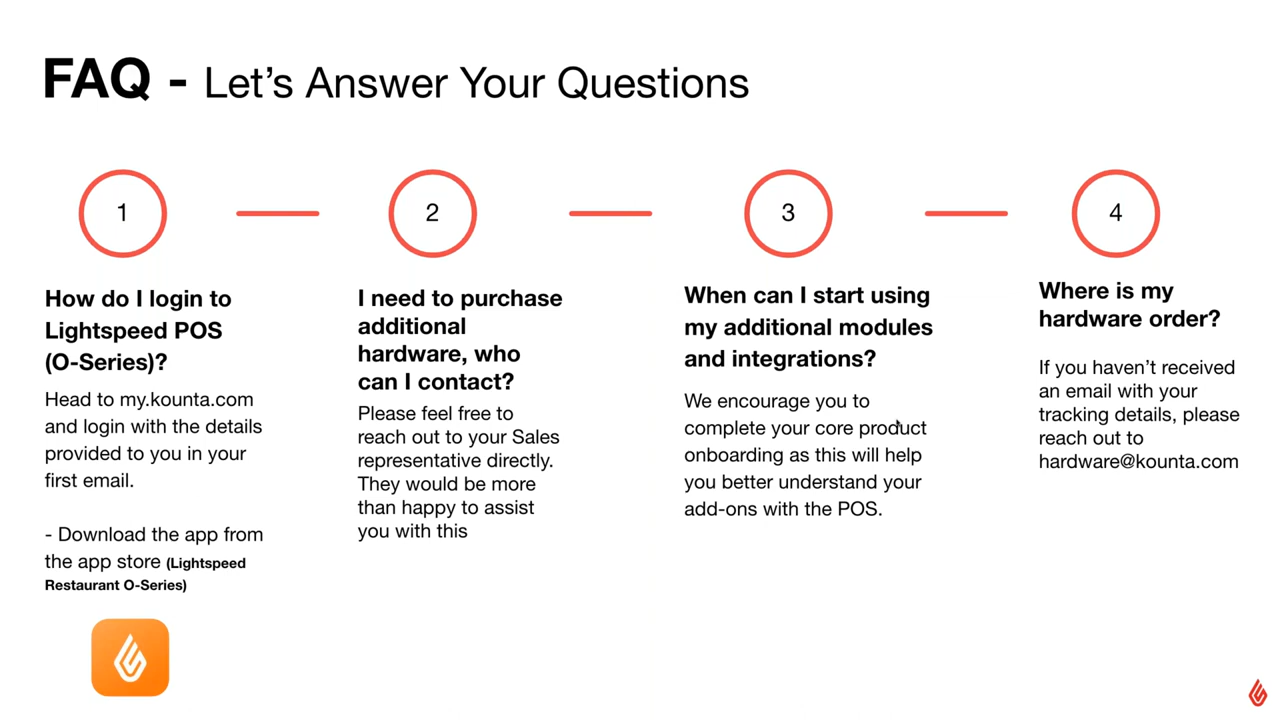 FAQ - Let's Answer Your Questions
1
2
3
4
How do I login to
Lightspeed POS
(O-Series)?
Head to my.kounta.com
and login with the details
provided to you in your
first email.
- Download the app from
the app store (Lightspeed
Restaurant O-Series)
I need to purchase
additional
hardware, who
can I contact?
Please feel free to
reach out to your Sales
representative directly.
They would be more
than happy to assist
you with this
When can I start using
my additional modules
and integrations?
We encourage you to
complete your core product
onboarding as this will help
you better understand your
add-ons with the POS.
Where is my
hardware order?
If you haven't received
an email with your
tracking details, please
reach out to
hardware@kounta.com